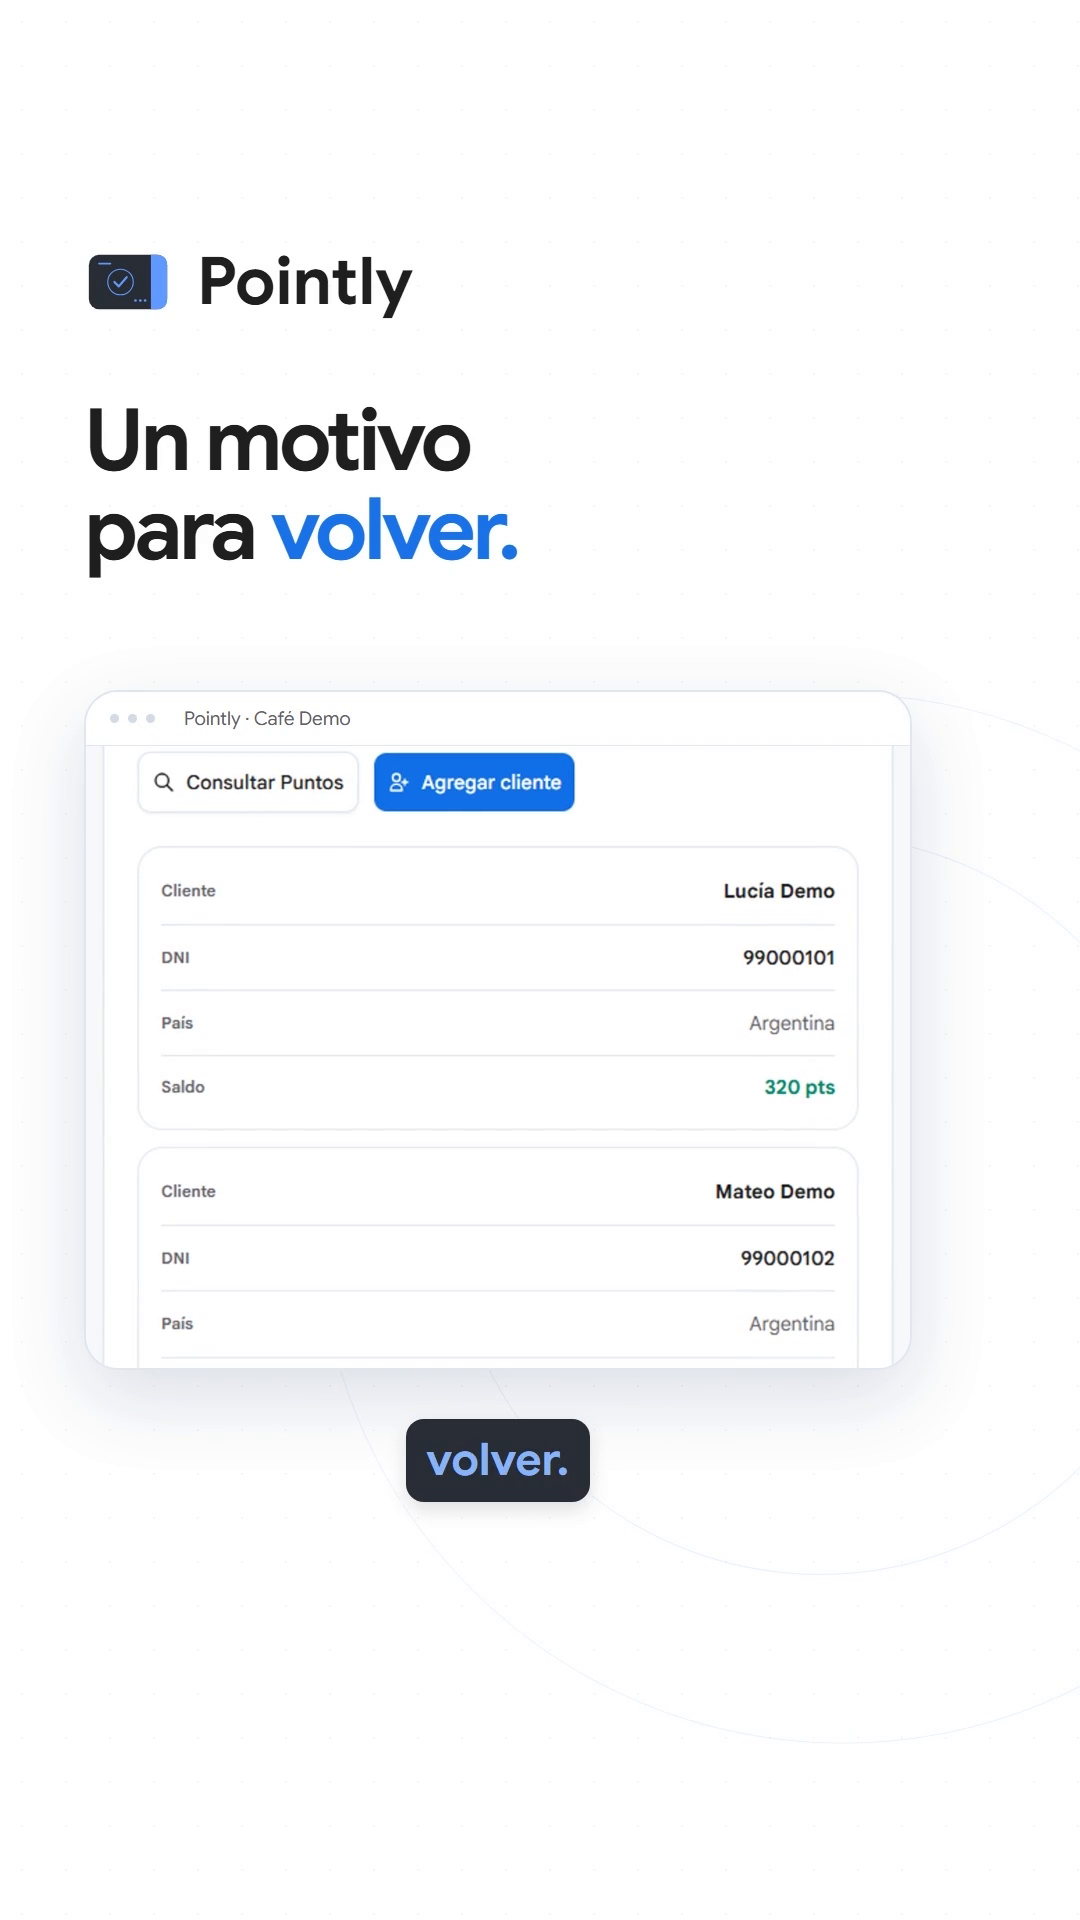 Pointly
Un motivo
para volver.
Pointly · Café Demo
Consultar Puntos
Agregar cliente
Cliente Lucía Demo
DNI 99000101
País Argentina
Saldo 320 pts
Cliente Mateo Demo
DNI 99000102
País Argentina
volver.